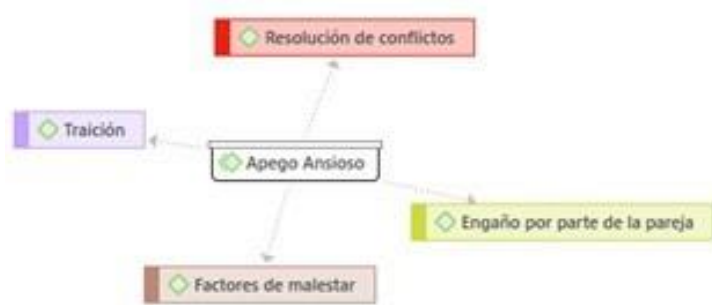 Resolución de conflictos
Traición
Apego Ansioso
Engaño por parte de la pareja
Factores de malestar